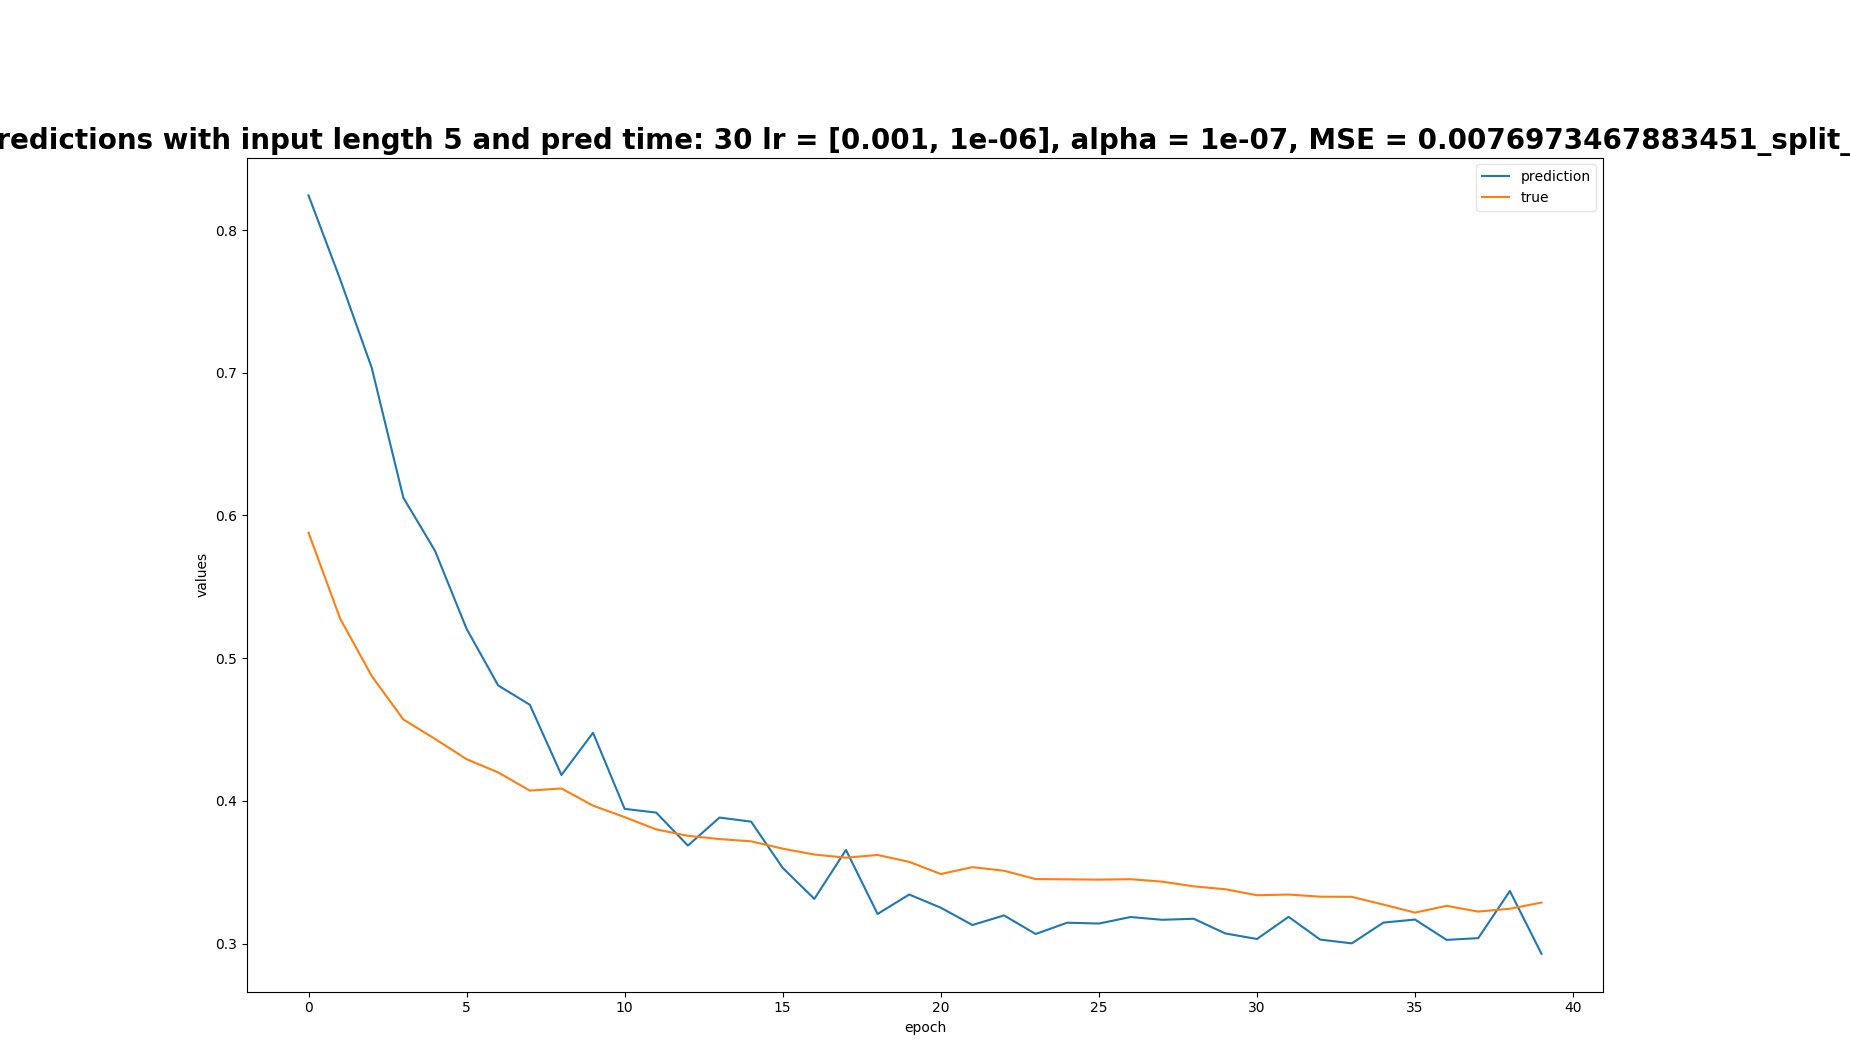 redictions with input length 5 and pred time: 30 lr = [0.001, 1e-06], alpha = 1e-07, MSE = 0.0076973467883451_split_
prediction
true
0.8
0.7
0.6
0.5
0.4
0.3
values
0 5 10 15 20 25 30 35 40
epoch